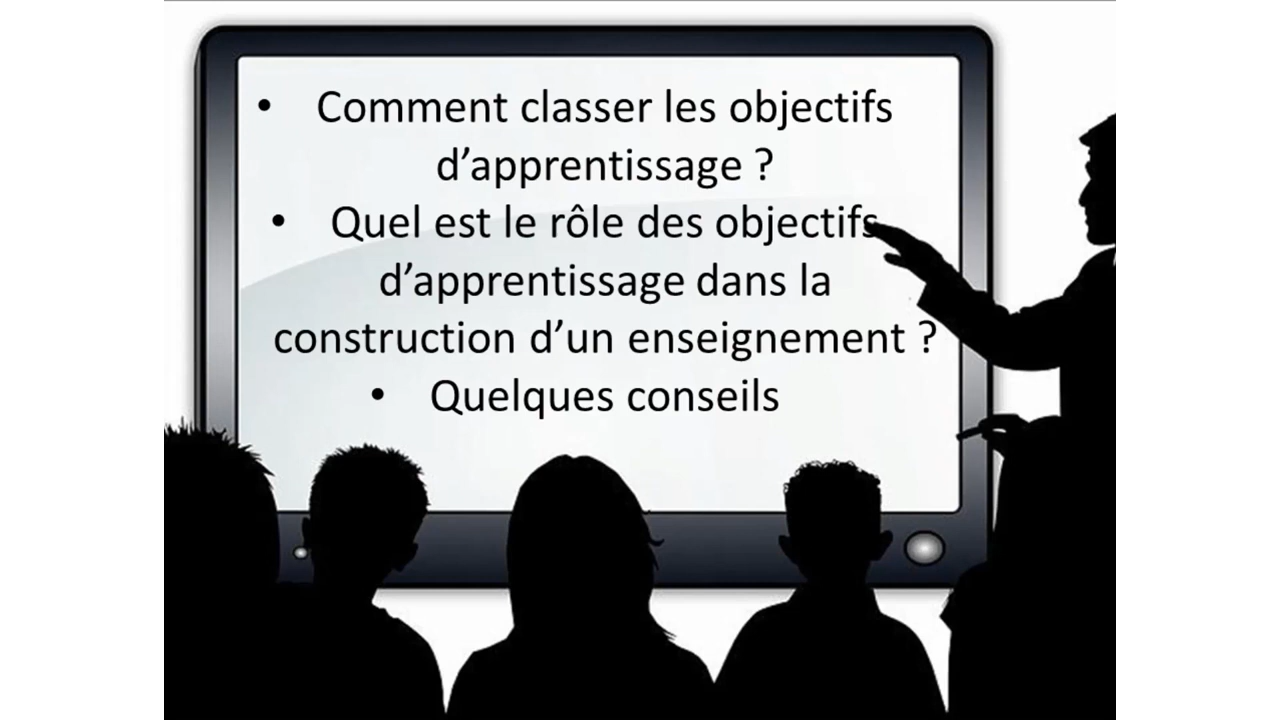 • Comment classer les objectifs
d’apprentissage ?
• Quel est le rôle des objectifs
d’apprentissage dans la
construction d’un enseignement ?
• Quelques conseils